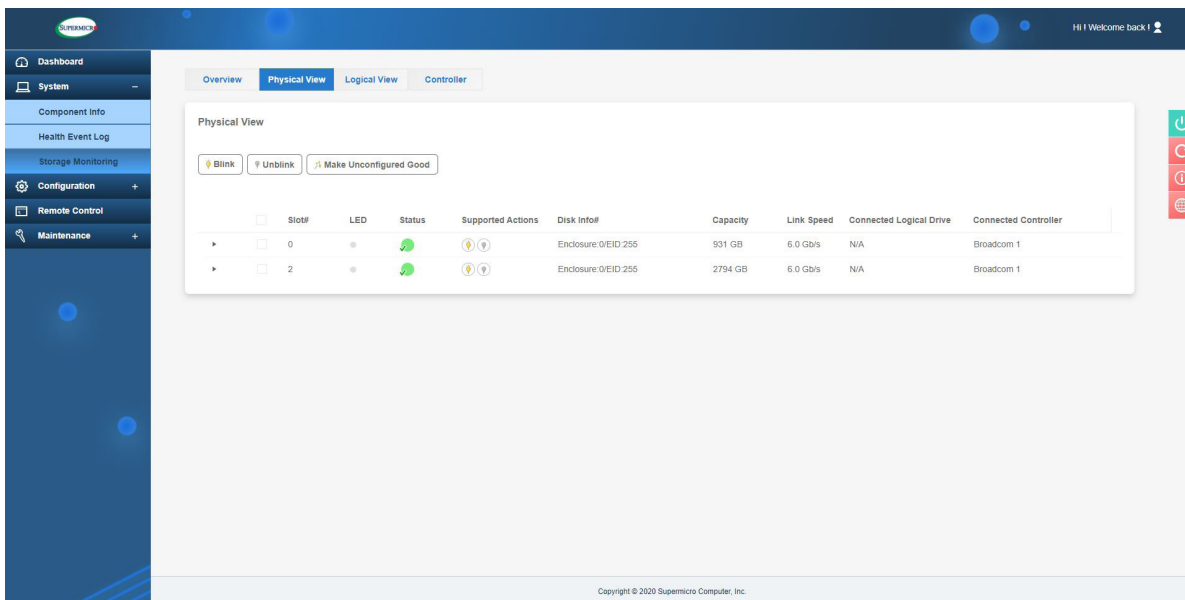 SUPERMICR
Hi ! Welcome back !
Dashboard
System −
Component Info
Health Event Log
Storage Monitoring
Configuration +
Remote Control
Maintenance +
Overview Physical View Logical View Controller
Physical View
Blink Unblink Make Unconfigured Good
Slot# LED Status Supported Actions Disk Info# Capacity Link Speed Connected Logical Drive Connected Controller
0 Enclosure:0/EID:255 931 GB 6.0 Gb/s N/A Broadcom 1
2 Enclosure:0/EID:255 2794 GB 6.0 Gb/s N/A Broadcom 1
Copyright © 2020 Supermicro Computer, Inc.